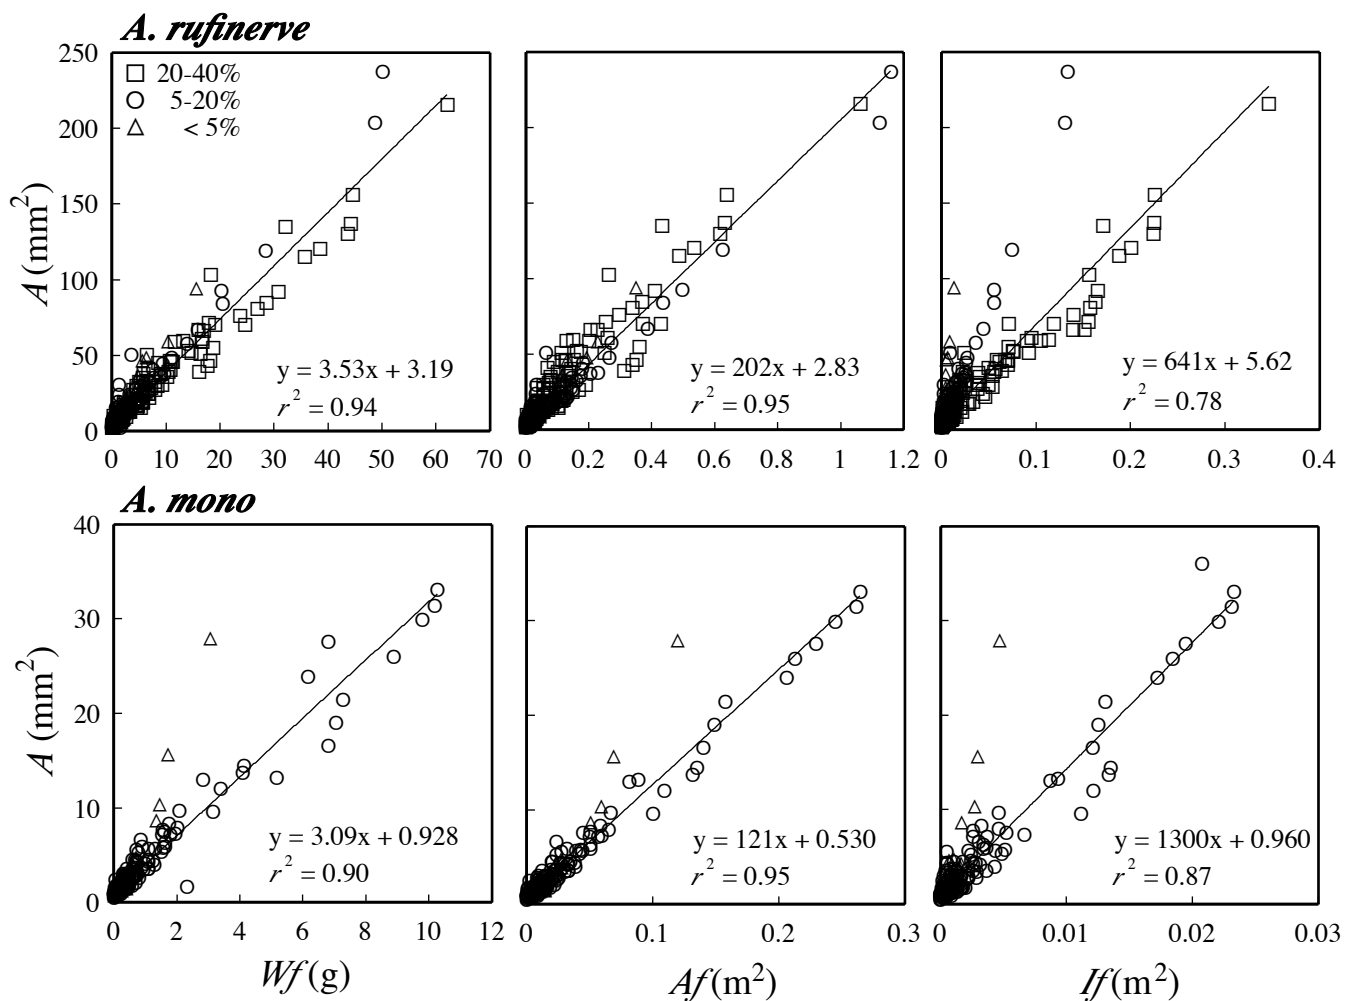 A. rufinerve
250
200
150
100
50
0
A (mm²)
20-40%
5-20%
< 5%
y = 3.53x + 3.19
r² = 0.94
y = 202x + 2.83
r² = 0.95
y = 641x + 5.62
r² = 0.78
0 10 20 30 40 50 60 70
0 0.2 0.4 0.6 0.8 1 1.2
0 0.1 0.2 0.3 0.4
A. mono
40
30
20
10
0
A (mm²)
y = 3.09x + 0.928
r² = 0.90
y = 121x + 0.530
r² = 0.95
y = 1300x + 0.960
r² = 0.87
0 2 4 6 8 10 12
0 0.1 0.2 0.3
0 0.01 0.02 0.03
Wf (g)
Af (m²)
If (m²)